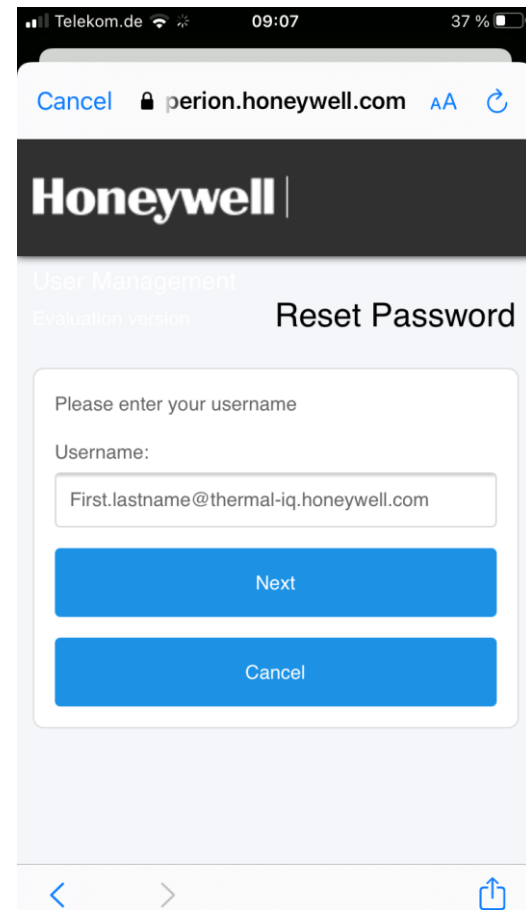 Telekom.de 09:07 37 %
Cancel perion.honeywell.com AA
Honeywell
User Management
Evaluation version
Reset Password
Please enter your username
Username:
First.lastname@thermal-iq.honeywell.com
Next
Cancel